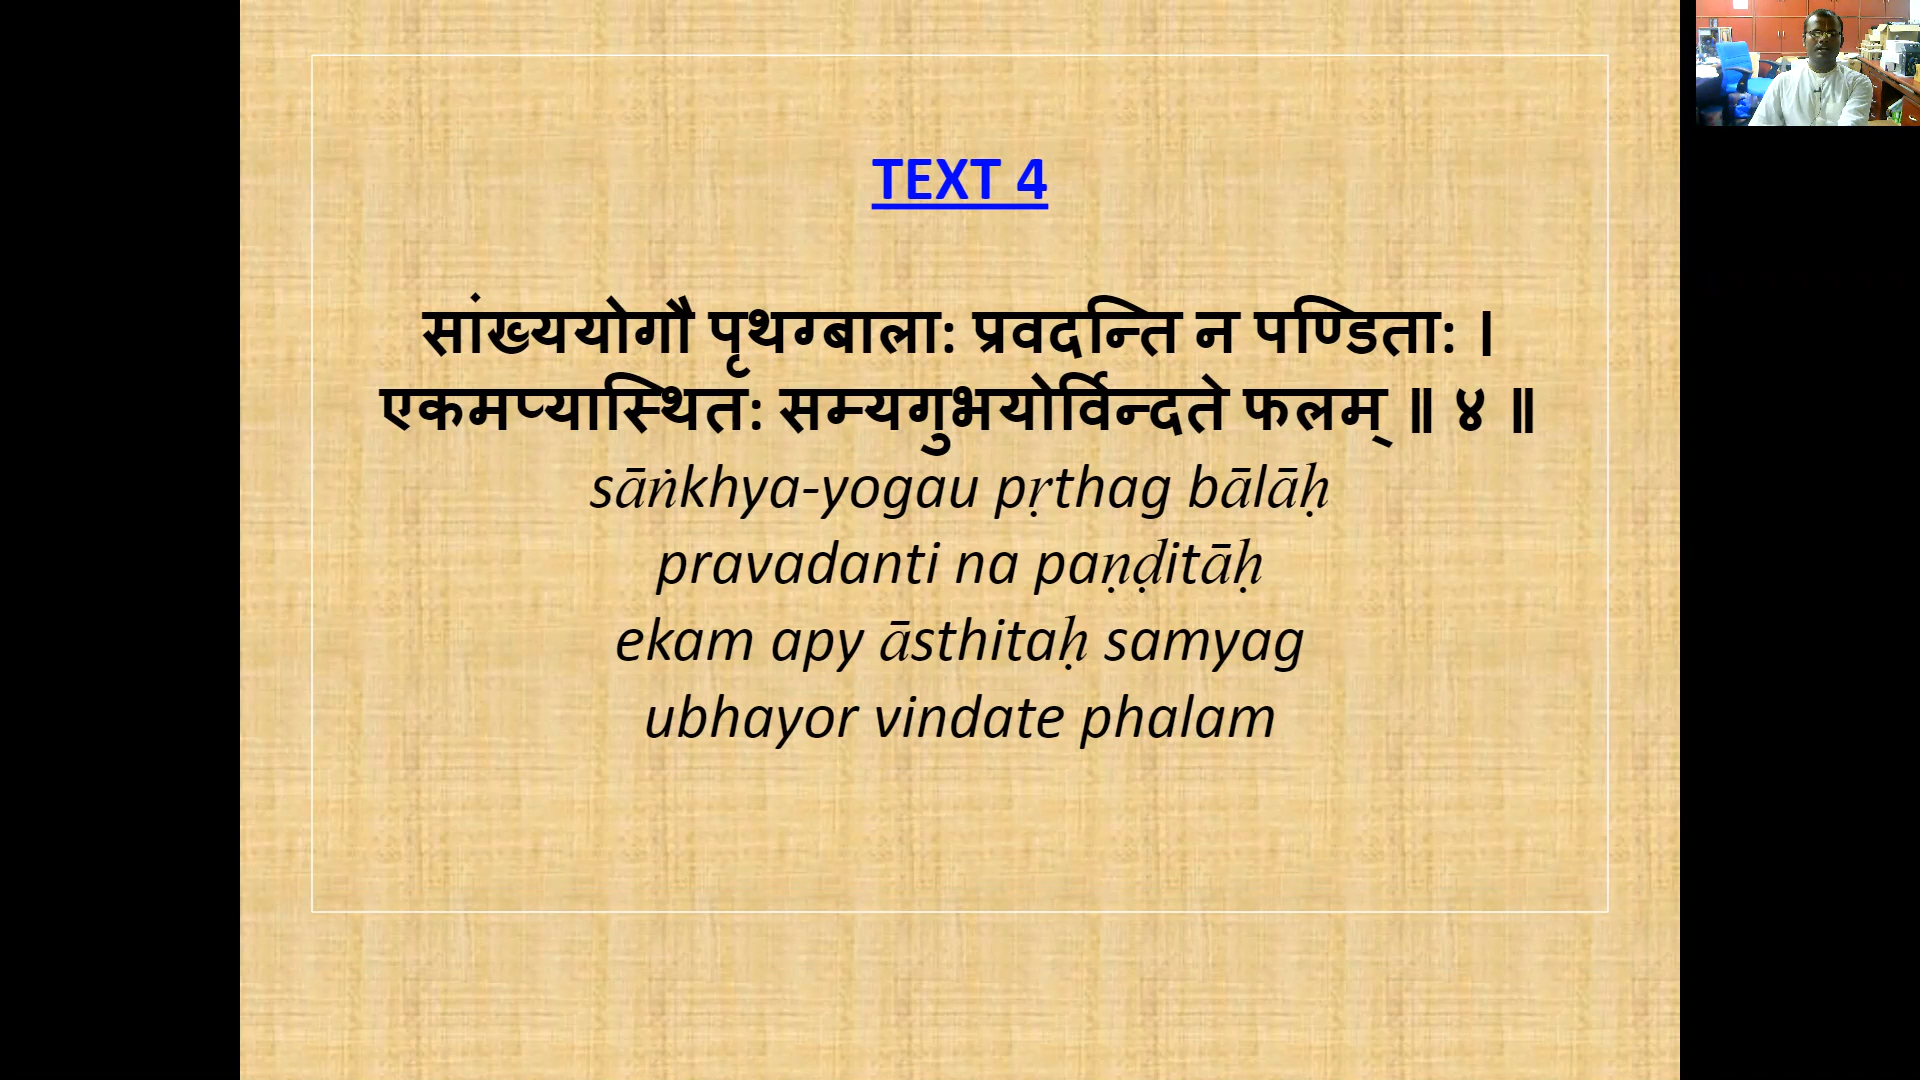 TEXT 4
सांख्ययोगौ पृथग्बाला: प्रवदन्ति न पण्डिता: ।
एकमप्यास्थित: सम्यगुभयोर्विन्दते फलम् ॥ ४ ॥
sāṅkhya-yogau pṛthag bālāḥ
pravadanti na paṇḍitāḥ
ekam apy āsthitaḥ samyag
ubhayor vindate phalam